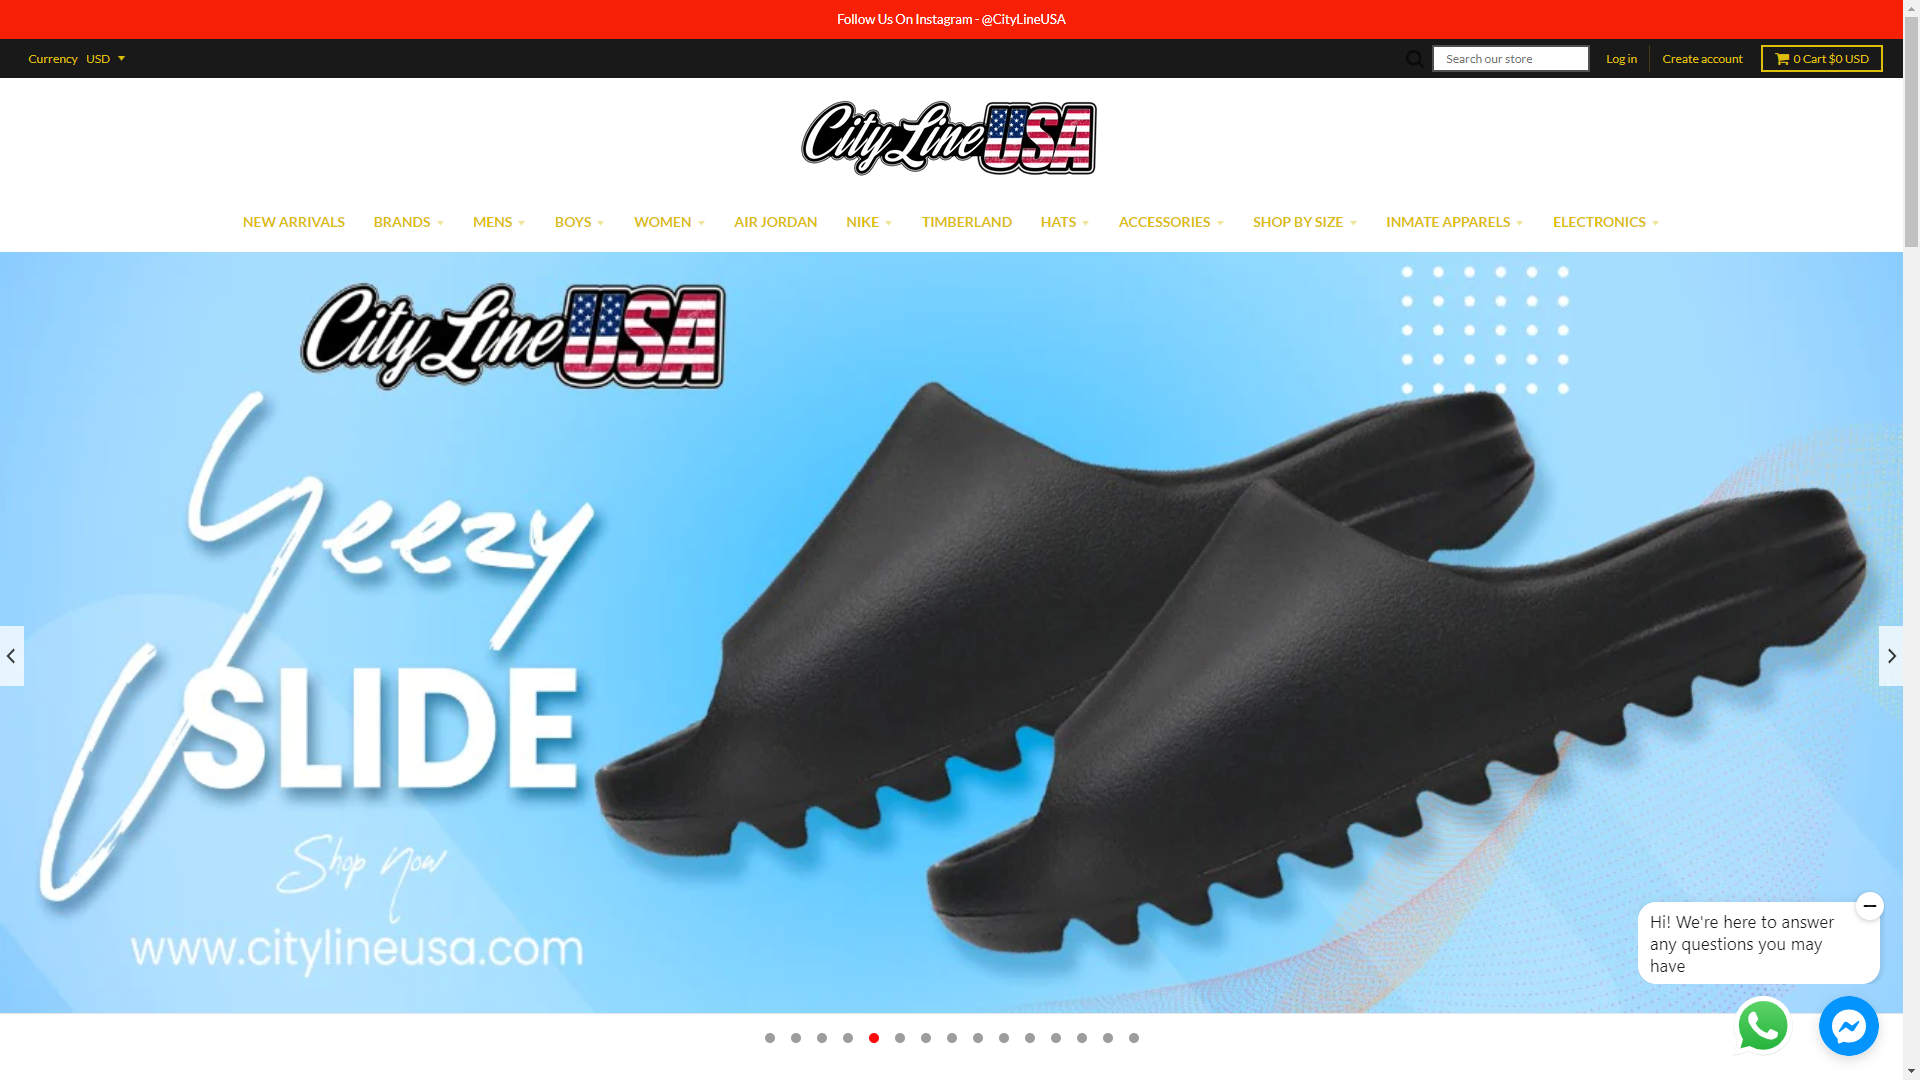 Follow Us On Instagram - @CityLineUSA
Currency USD
Search our store
Log in
Create account
0 Cart $0 USD
City Line USA
NEW ARRIVALS BRANDS MENS BOYS WOMEN AIR JORDAN NIKE TIMBERLAND HATS ACCESSORIES SHOP BY SIZE INMATE APPARELS ELECTRONICS
City Line USA
Yeezy
SLIDE
Shop Now
www.citylineusa.com
Hi! We're here to answer
any questions you may
have